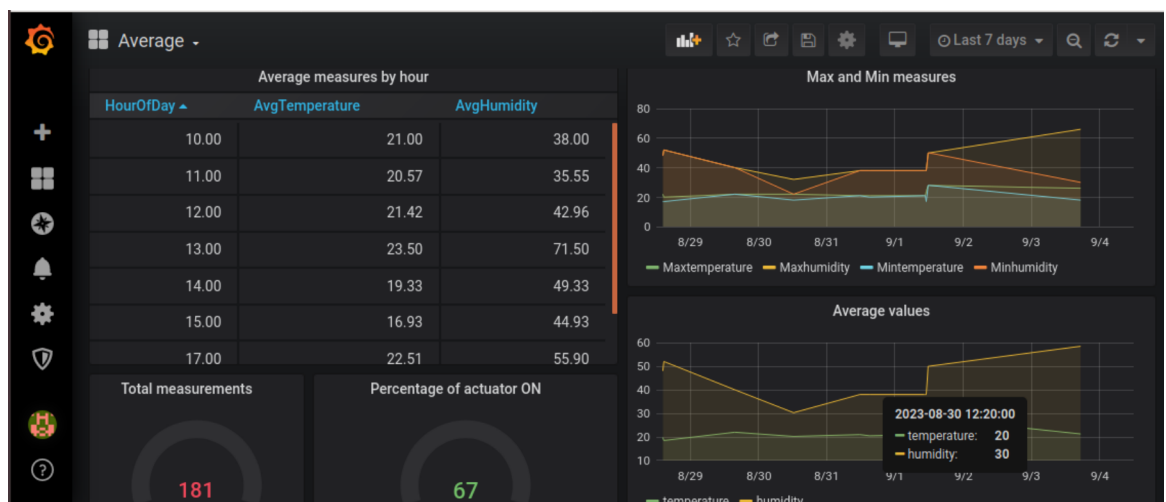 Average
Last 7 days
Average measures by hour
HourOfDay AvgTemperature AvgHumidity
10.00 21.00 38.00
11.00 20.57 35.55
12.00 21.42 42.96
13.00 23.50 71.50
14.00 19.33 49.33
15.00 16.93 44.93
17.00 22.51 55.90
Total measurements
181
Percentage of actuator ON
67
Max and Min measures
80
60
40
20
0
8/29 8/30 8/31 9/1 9/2 9/3 9/4
Maxtemperature Maxhumidity Mintemperature Minhumidity
Average values
60
50
40
30
20
10
2023-08-30 12:20:00
temperature: 20
humidity: 30
8/29 8/30 8/31 9/1 9/2 9/3 9/4
temperature humidity